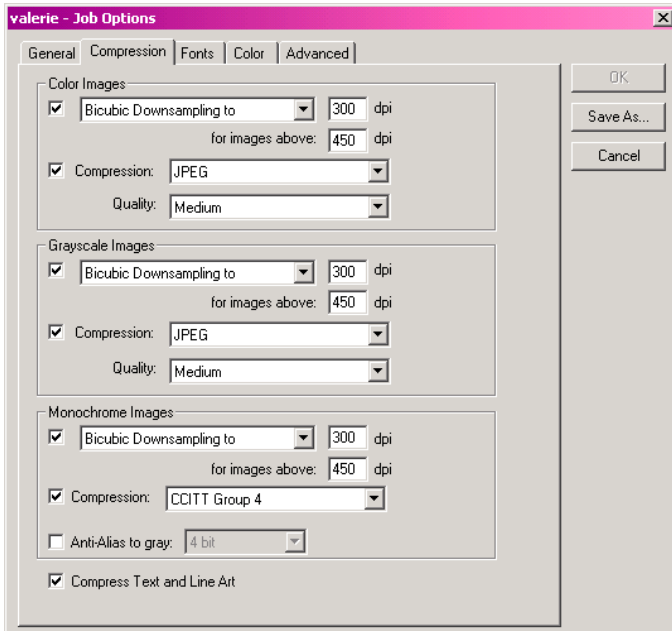 valerie - Job Options
General Compression Fonts Color Advanced
OK
Save As...
Cancel
Color Images
Bicubic Downsampling to 300 dpi
for images above: 450 dpi
Compression: JPEG
Quality: Medium
Grayscale Images
Bicubic Downsampling to 300 dpi
for images above: 450 dpi
Compression: JPEG
Quality: Medium
Monochrome Images
Bicubic Downsampling to 300 dpi
for images above: 450 dpi
Compression: CCITT Group 4
Anti-Alias to gray: 4 bit
Compress Text and Line Art